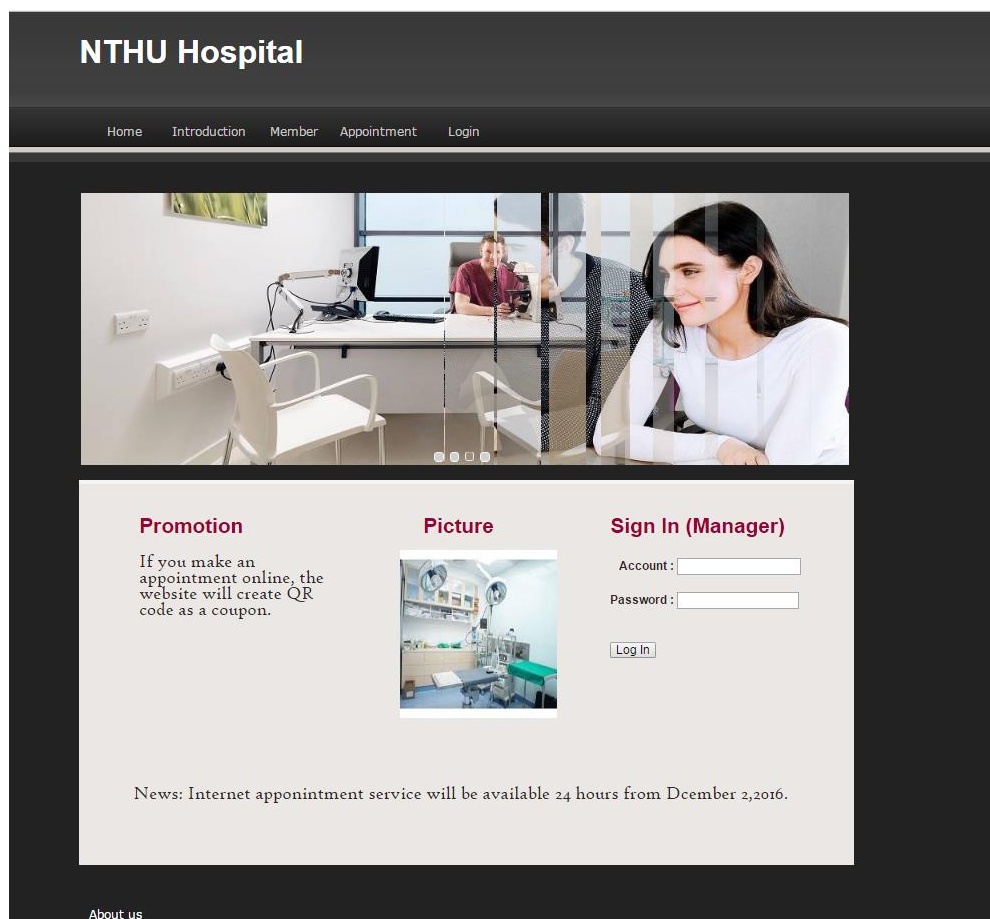 NTHU Hospital
Home Introduction Member Appointment Login
Promotion
If you make an
appointment online, the
website will create QR
code as a coupon.
Picture
Sign In (Manager)
Account :
Password :
Log In
News: Internet apponintment service will be available 24 hours from Dcember 2,2016.
About us